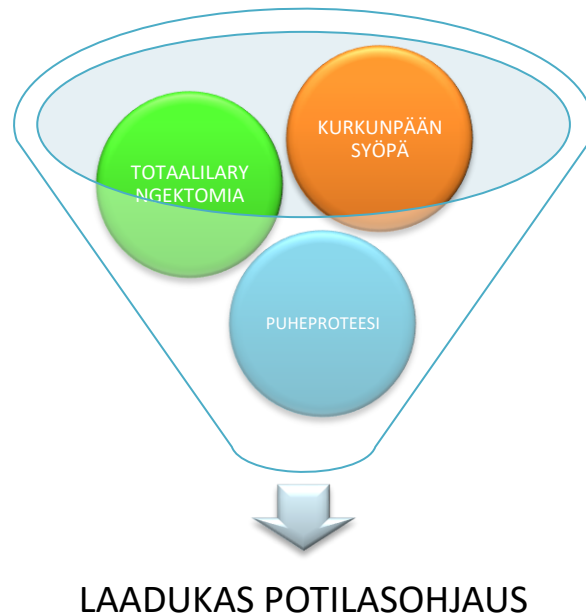 KURKUNPÄÄN
SYÖPÄ
TOTAALILARY
NGEKTOMIA
PUHEPROTEESI
LAADUKAS POTILASOHJAUS